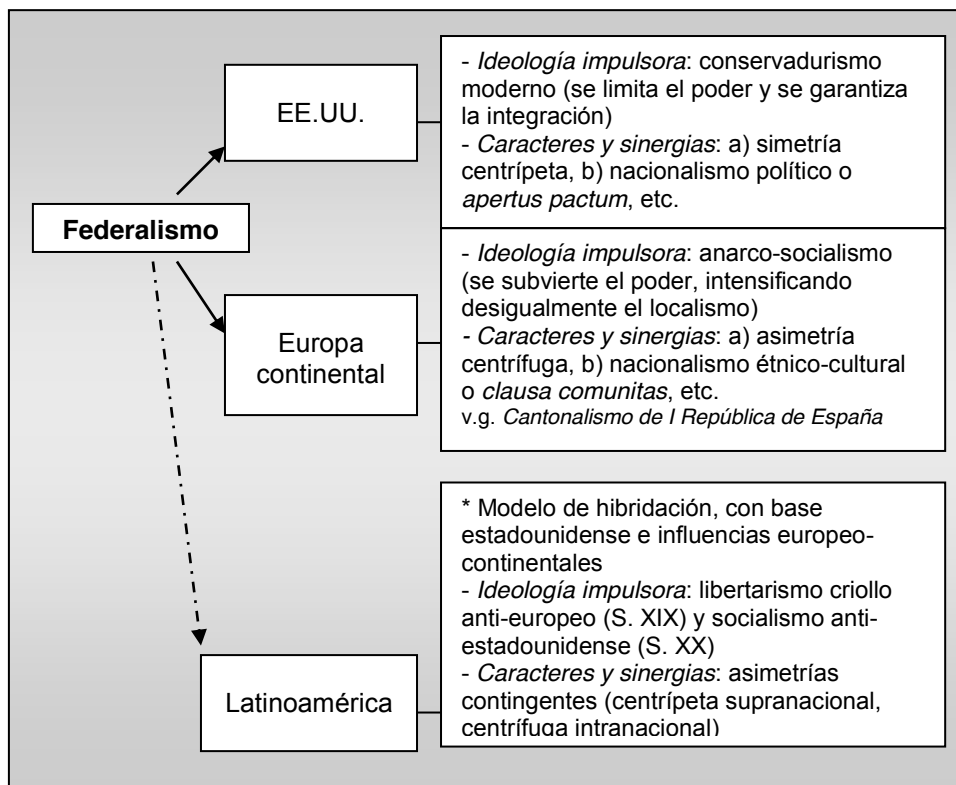 EE.UU.
- Ideología impulsora: conservadurismo
moderno (se limita el poder y se garantiza
la integración)
- Caracteres y sinergias: a) simetría
centrípeta, b) nacionalismo político o
apertus pactum, etc.
Federalismo
Europa
continental
- Ideología impulsora: anarco-socialismo
(se subvierte el poder, intensificando
desigualmente el localismo)
- Caracteres y sinergias: a) asimetría
centrífuga, b) nacionalismo étnico-cultural
o clausa comunitas, etc.
v.g. Cantonalismo de I República de España
Latinoamérica
* Modelo de hibridación, con base
estadounidense e influencias europeo-
continentales
- Ideología impulsora: libertarismo criollo
anti-europeo (S. XIX) y socialismo anti-
estadounidense (S. XX)
- Caracteres y sinergias: asimetrías
contingentes (centrípeta supranacional,
centrífuga intranacional)